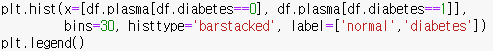 plt.hist(x=[df.plasma[df.diabetes==0], df.plasma[df.diabetes==1]],
bins=30, histtype='barstacked', label=['normal','diabetes'])
plt.legend()